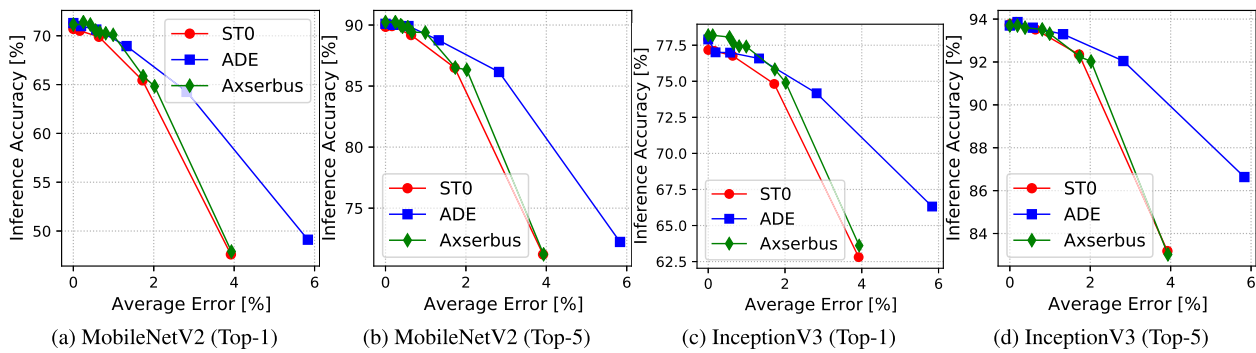 Inference Accuracy [%]
70
65
60
55
50
0
2
4
6
Average Error [%]
ST0
ADE
Axserbus
(a) MobileNetV2 (Top-1)
Inference Accuracy [%]
90
85
80
75
0
2
4
6
Average Error [%]
ST0
ADE
Axserbus
(b) MobileNetV2 (Top-5)
Inference Accuracy [%]
77.5
75.0
72.5
70.0
67.5
65.0
62.5
0
2
4
6
Average Error [%]
ST0
ADE
Axserbus
(c) InceptionV3 (Top-1)
Inference Accuracy [%]
94
92
90
88
86
84
0
1
2
3
4
5
6
Average Error [%]
ST0
ADE
Axserbus
(d) InceptionV3 (Top-5)